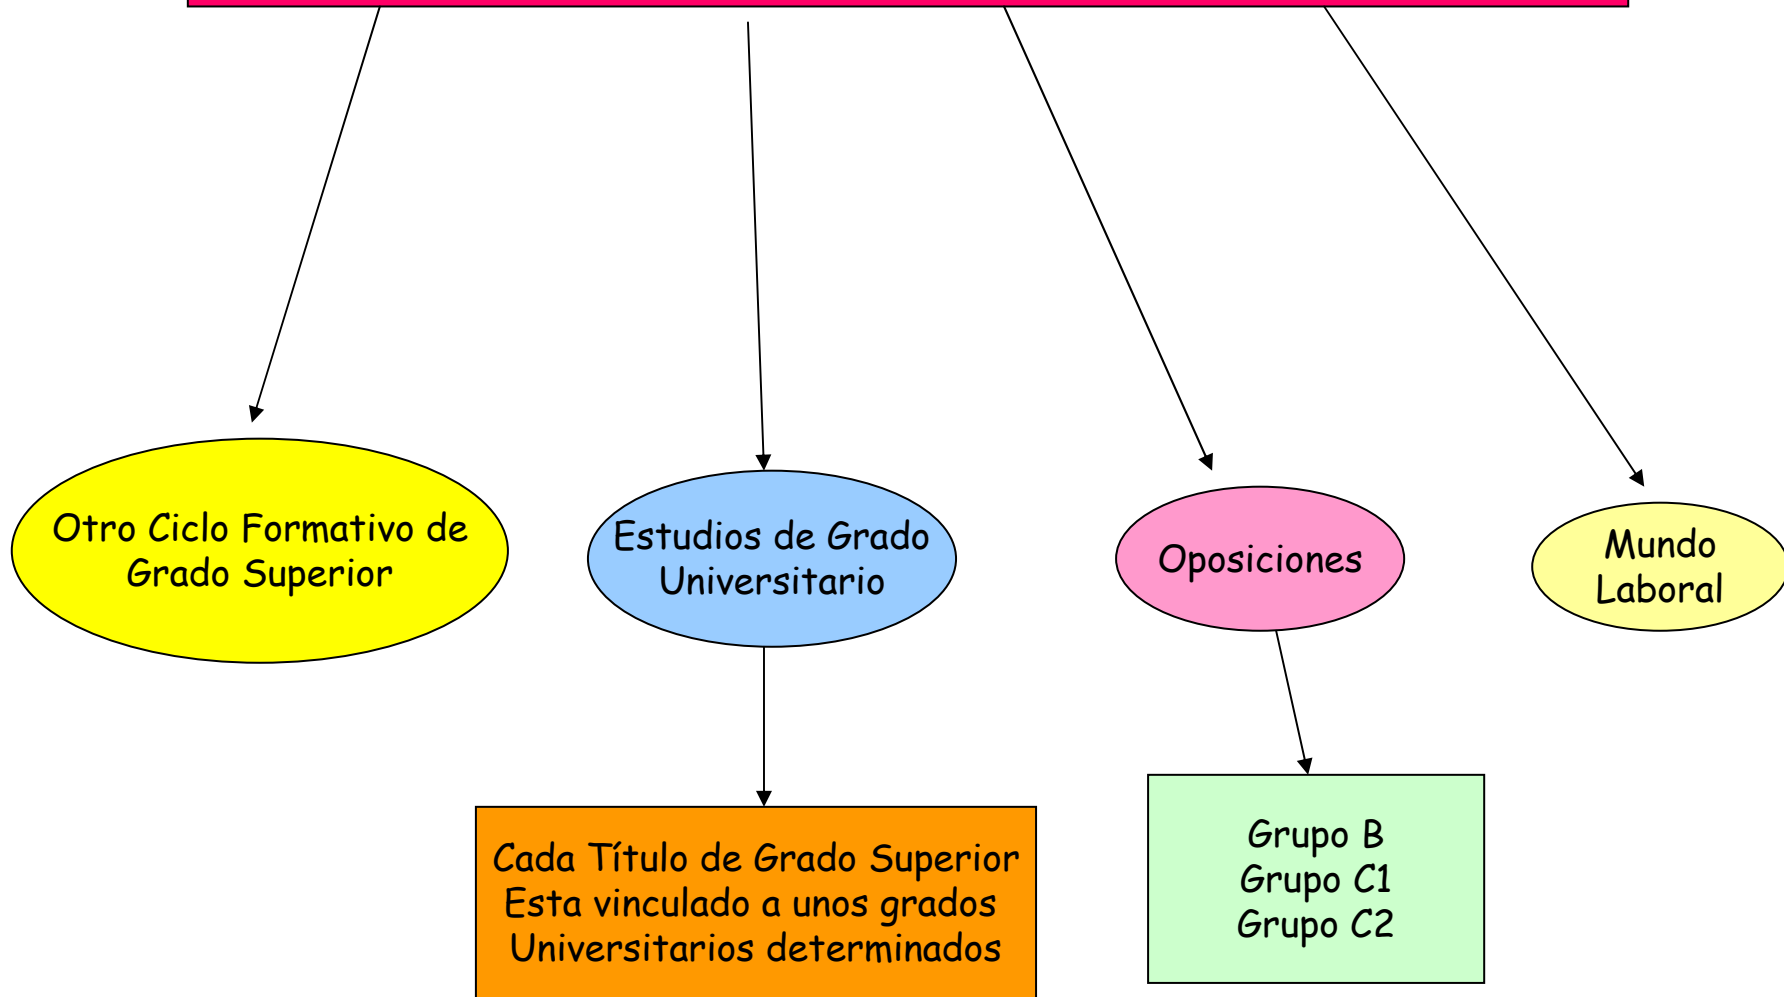 Otro Ciclo Formativo de
Grado Superior
Estudios de Grado
Universitario
Oposiciones
Mundo
Laboral
Cada Título de Grado Superior
Esta vinculado a unos grados
Universitarios determinados
Grupo B
Grupo C1
Grupo C2